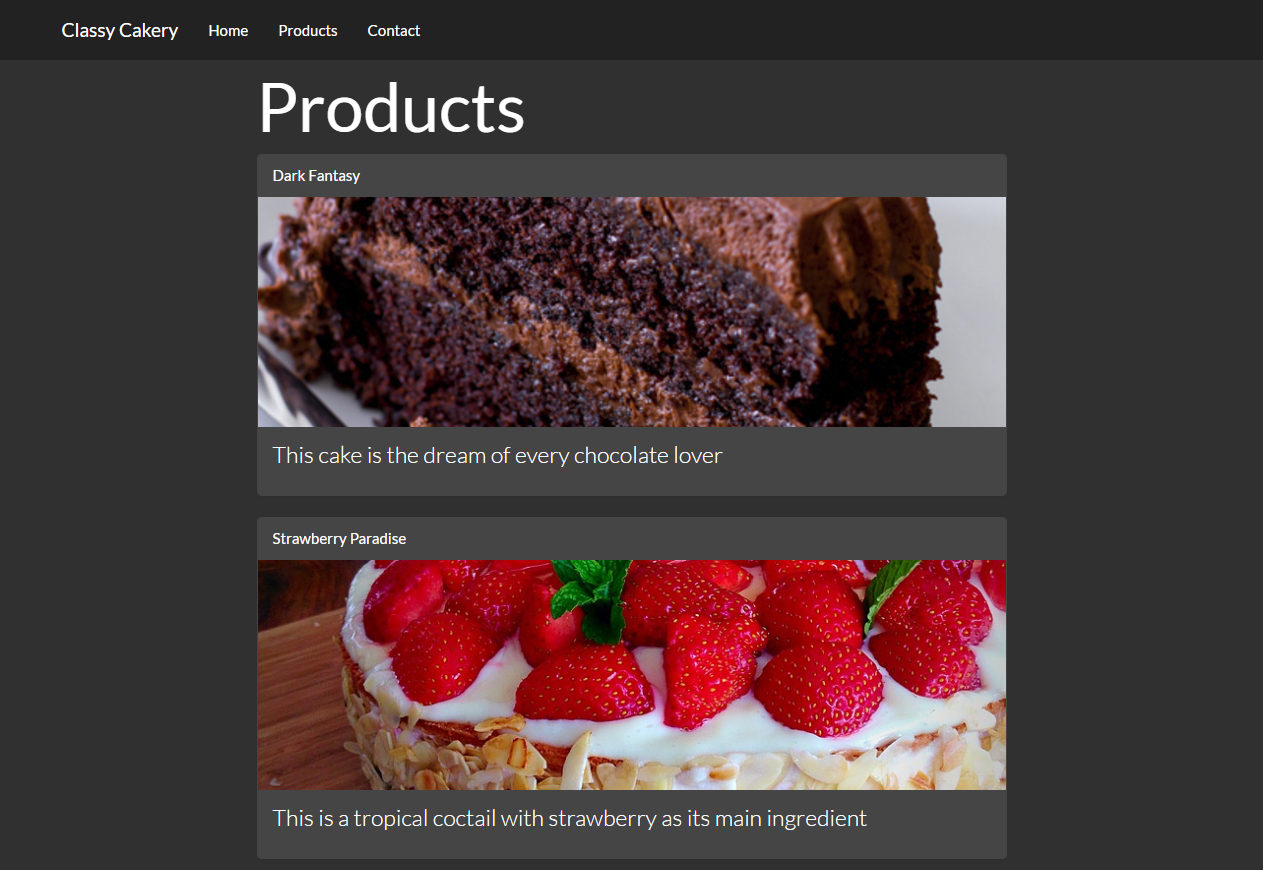 Classy Cakery Home Products Contact
Products
Dark Fantasy
This cake is the dream of every chocolate lover
Strawberry Paradise
This is a tropical coctail with strawberry as its main ingredient